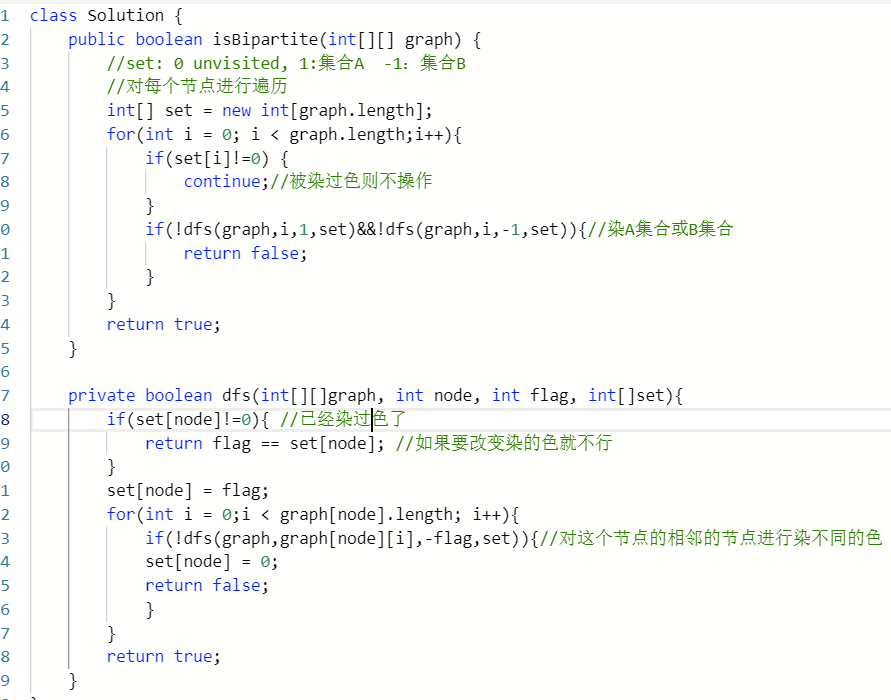 1 class Solution {
2 public boolean isBipartite(int[][] graph) {
3 //set: 0 unvisited, 1:集合A  -1: 集合B
4 //对每个节点进行遍历
5 int[] set = new int[graph.length];
6 for(int i = 0; i < graph.length;i++){
7 if(set[i]!=0) {
8 continue;//被染过色则不操作
9 }
0 if(!dfs(graph,i,1,set)&&!dfs(graph,i,-1,set)){//染A集合或B集合
1 return false;
2 }
3 }
4 return true;
5 }
6
7 private boolean dfs(int[][]graph, int node, int flag, int[]set){
8 if(set[node]!=0){ //已经染过色了
9 return flag == set[node]; //如果要改变染的色就不行
0 }
1 set[node] = flag;
2 for(int i = 0;i < graph[node].length; i++){
3 if(!dfs(graph,graph[node][i],-flag,set)){//对这个节点的相邻的节点进行染不同的色
4 set[node] = 0;
5 return false;
6 }
7 }
8 return true;
9 }